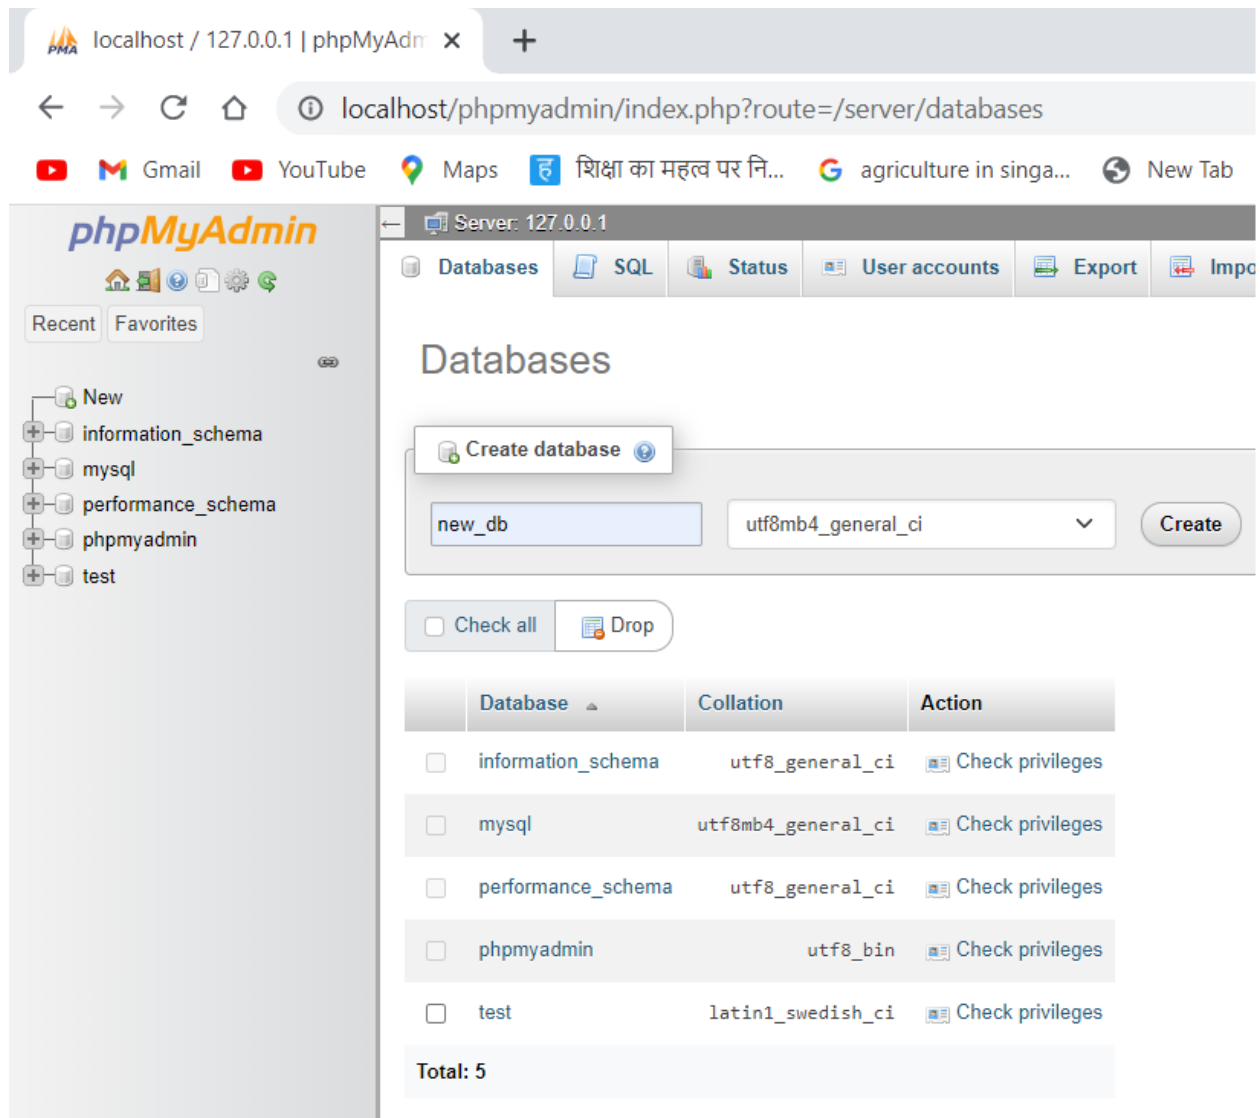 PMA localhost / 127.0.0.1 | phpMyAdm
localhost/phpmyadmin/index.php?route=/server/databases
Gmail YouTube Maps ह शिक्षा का महत्व पर नि... G agriculture in singa... New Tab
phpMyAdmin
Recent Favorites
New
information_schema
mysql
performance_schema
phpmyadmin
test
Server: 127.0.0.1
Databases SQL Status User accounts Export Impo
Databases
Create database
new_db utf8mb4_general_ci Create
Check all Drop
Database Collation Action
information_schema utf8_general_ci Check privileges
mysql utf8mb4_general_ci Check privileges
performance_schema utf8_general_ci Check privileges
phpmyadmin utf8_bin Check privileges
test latin1_swedish_ci Check privileges
Total: 5